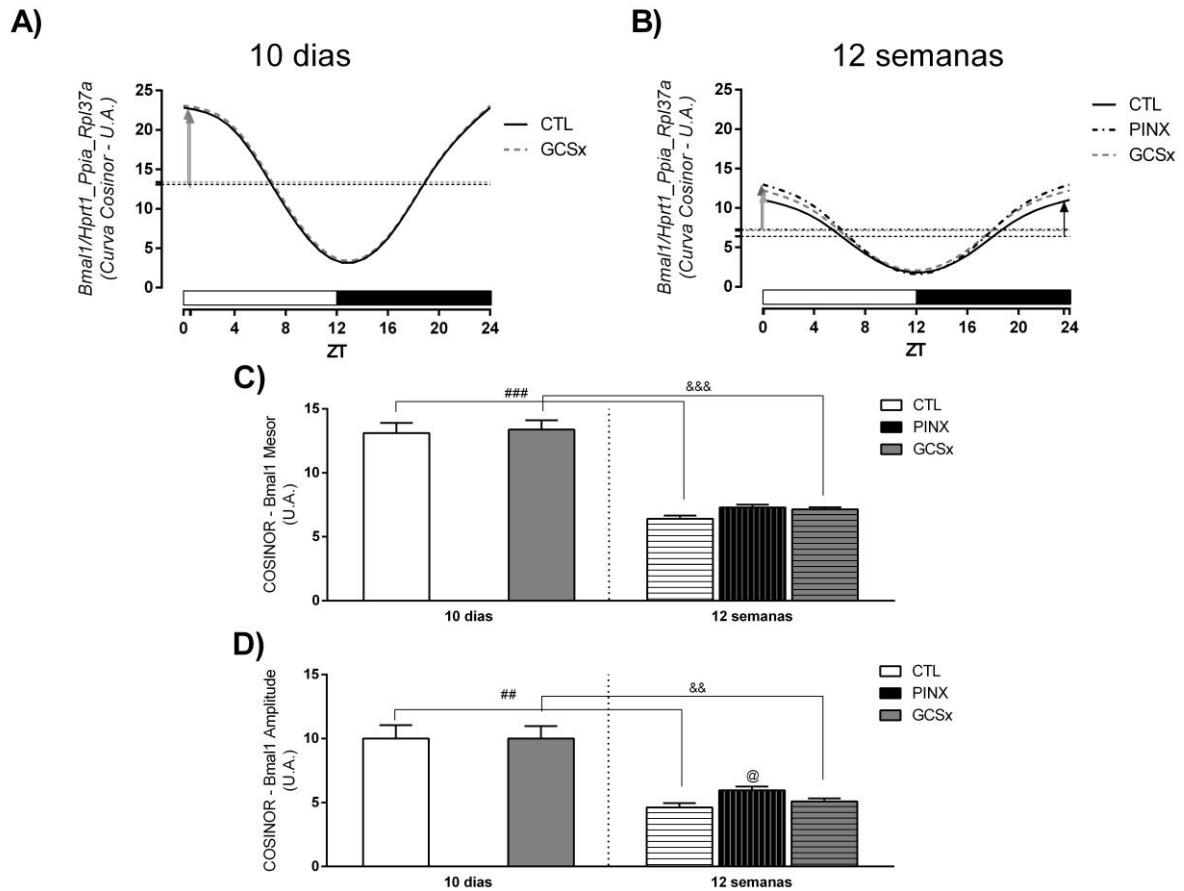 A)
10 dias
Bmal1/Hprt1_Ppia_Rpl37a
(Curva Cosinor - U.A.)
25
20
15
10
5
0
CTL
GCSx
0 4 8 12 16 20 24
ZT
B)
12 semanas
Bmal1/Hprt1_Ppia_Rpl37a
(Curva Cosinor - U.A.)
25
20
15
10
5
0
CTL
PINX
GCSx
0 4 8 12 16 20 24
ZT
C)
COSINOR - Bmal1 Mesor
(U.A.)
15
10
5
0
###
&&&
CTL
PINX
GCSx
10 dias
12 semanas
D)
COSINOR - Bmal1 Amplitude
(U.A.)
15
10
5
0
##
&&
@
CTL
PINX
GCSx
10 dias
12 semanas